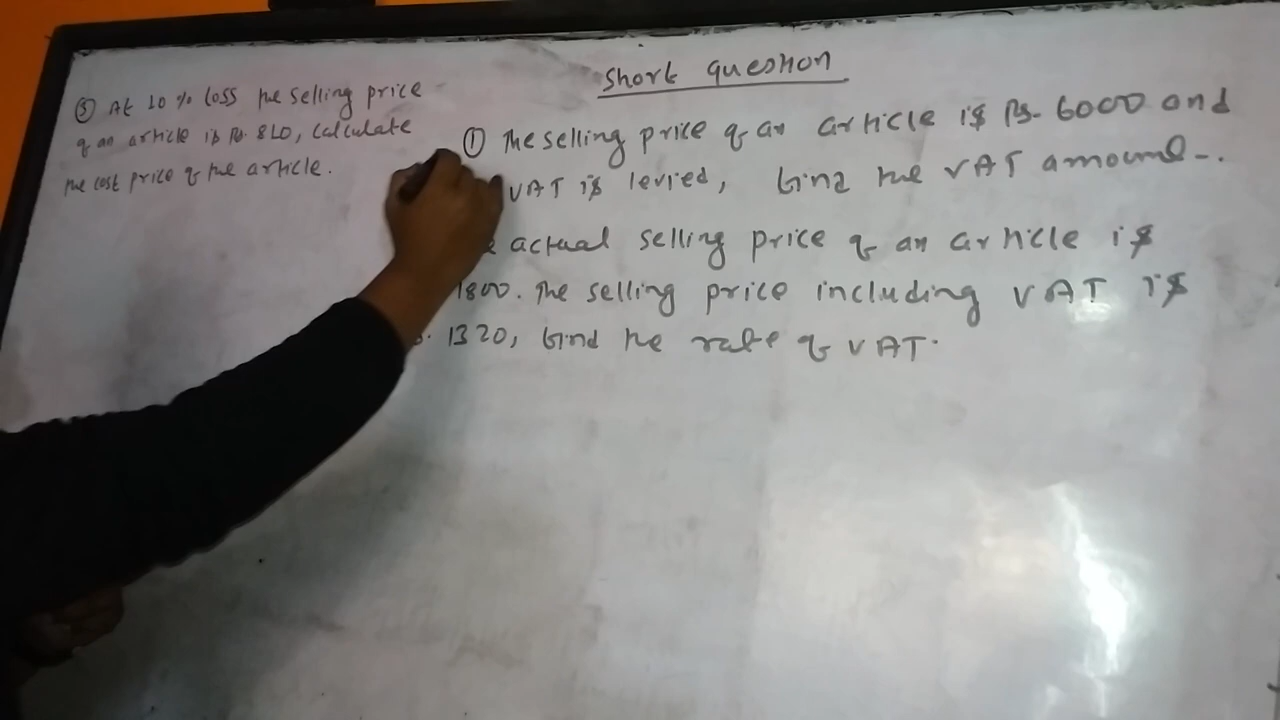 Short question
③ At 10 % loss the selling price
of an article is Rs. 810, calculate
the cost price of the article.
① The selling price of an article is Rs. 6000 and
VAT is levied, find the VAT amount.
actual selling price of an article is
1800. The selling price including VAT is
1320, find the rate of VAT.